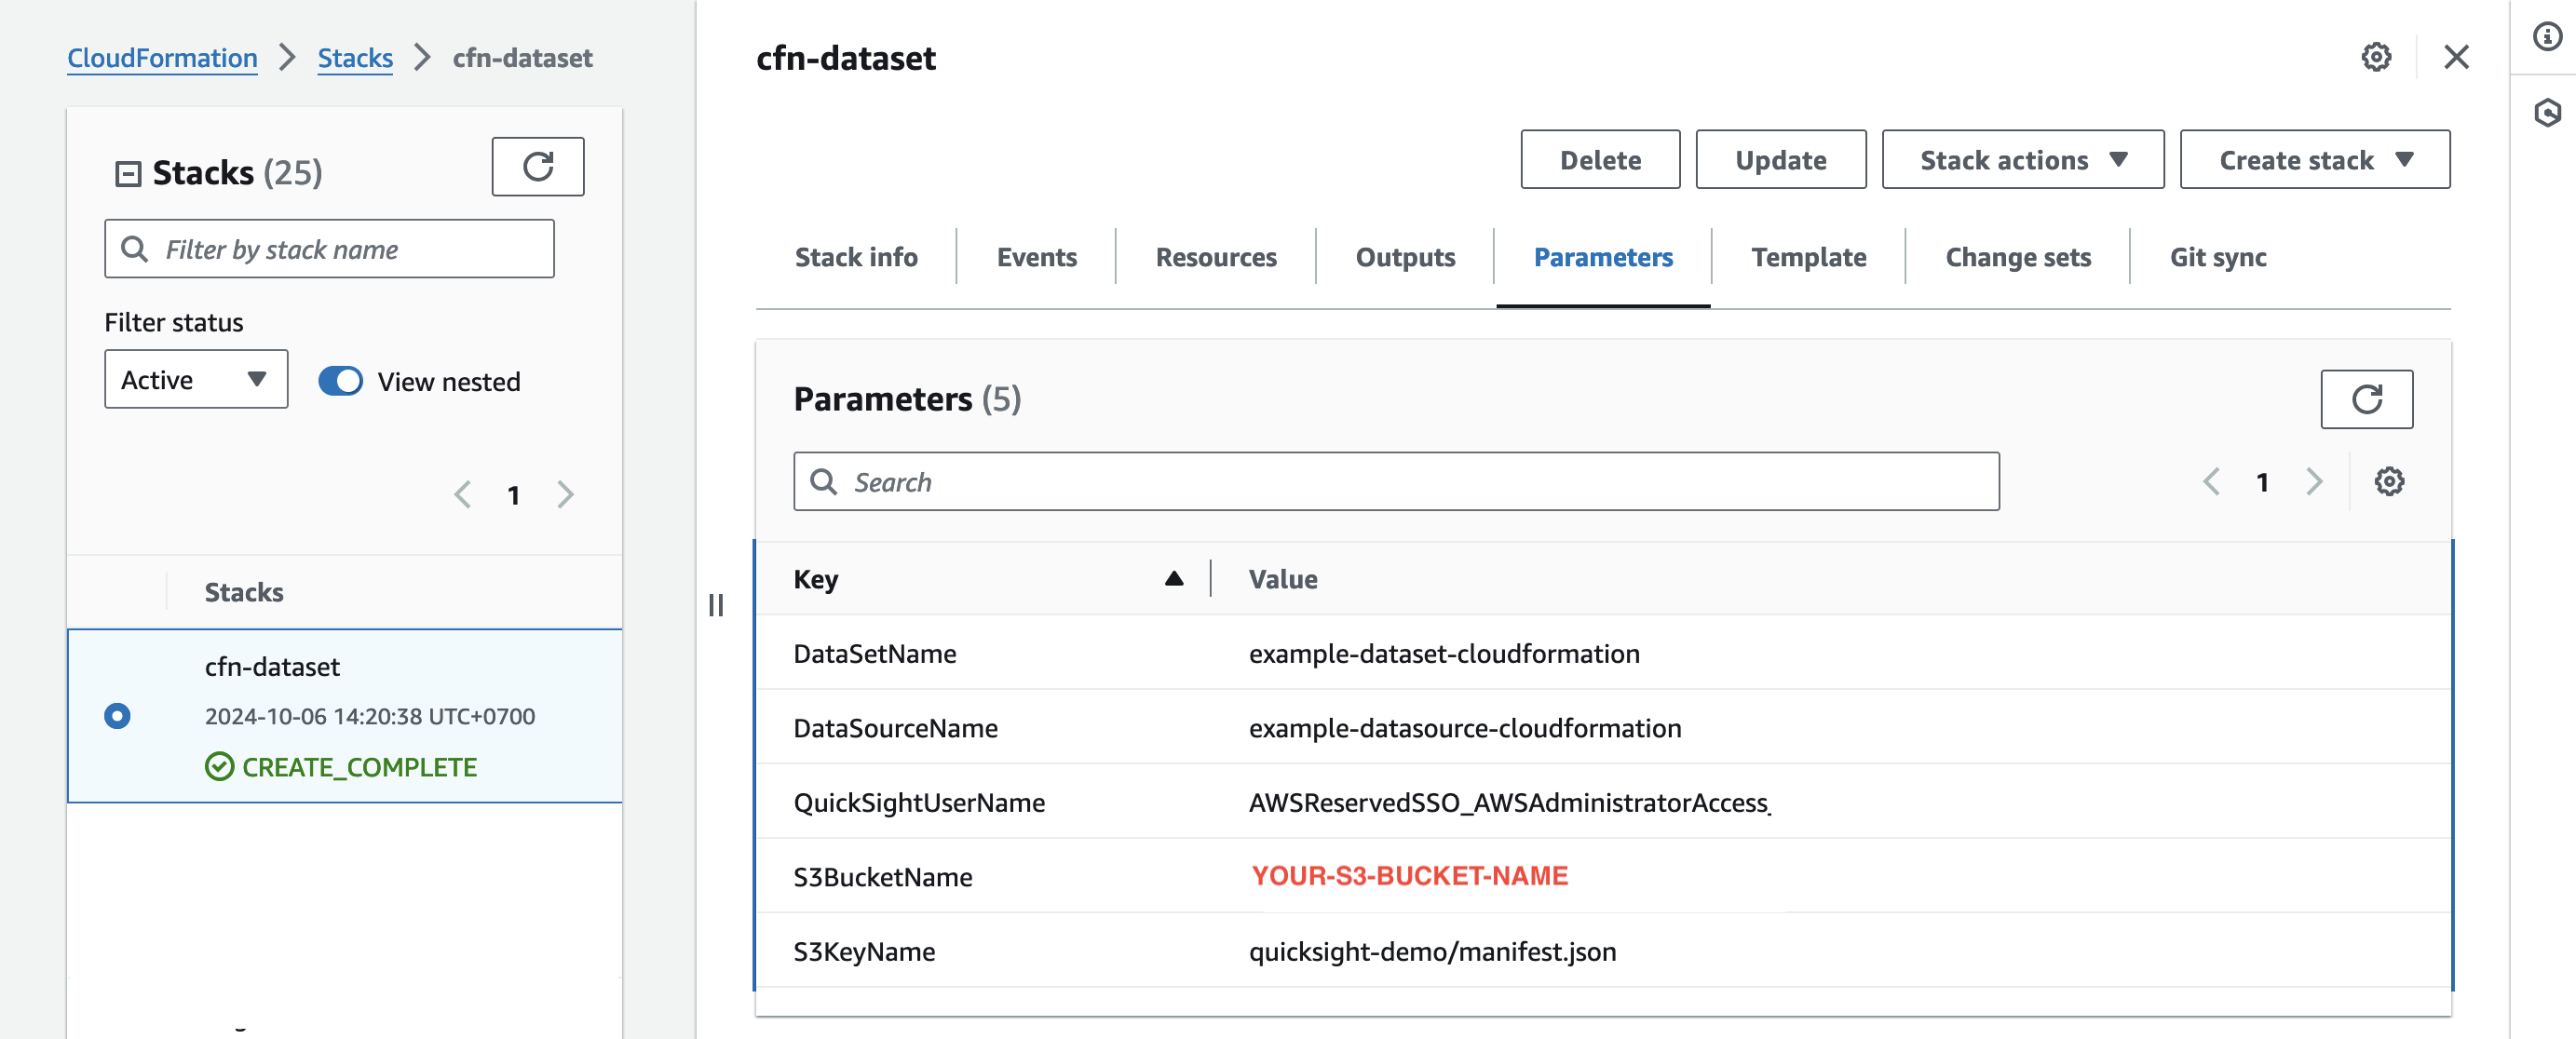 CloudFormation > Stacks > cfn-dataset
Stacks (25)
Filter by stack name
Filter status
Active
View nested
1
Stacks
cfn-dataset
2024-10-06 14:20:38 UTC+0700
CREATE_COMPLETE
cfn-dataset
Delete Update Stack actions Create stack
Stack info Events Resources Outputs Parameters Template Change sets Git sync
Parameters (5)
Search
1
Key Value
DataSetName example-dataset-cloudformation
DataSourceName example-datasource-cloudformation
QuickSightUserName AWSReservedSSO_AWSAdministratorAccess_
S3BucketName YOUR-S3-BUCKET-NAME
S3KeyName quicksight-demo/manifest.json